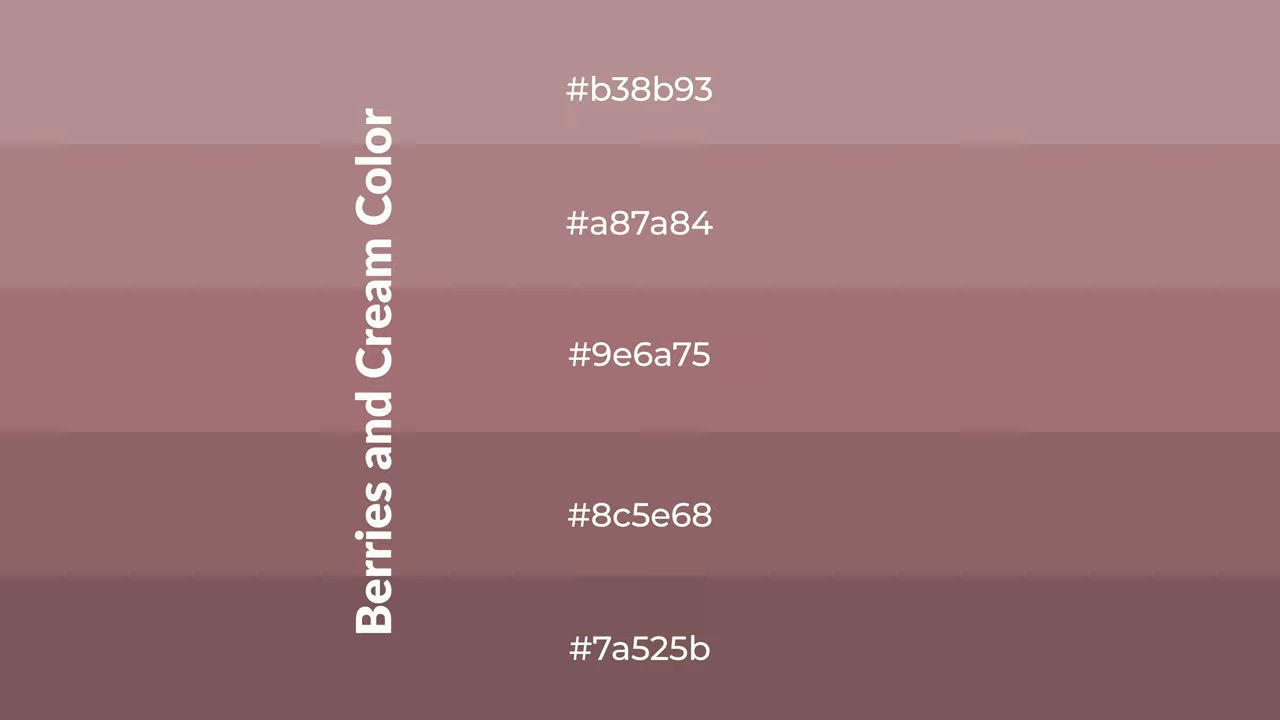 Berries and Cream Color
#b38b93
#a87a84
#9e6a75
#8c5e68
#7a525b